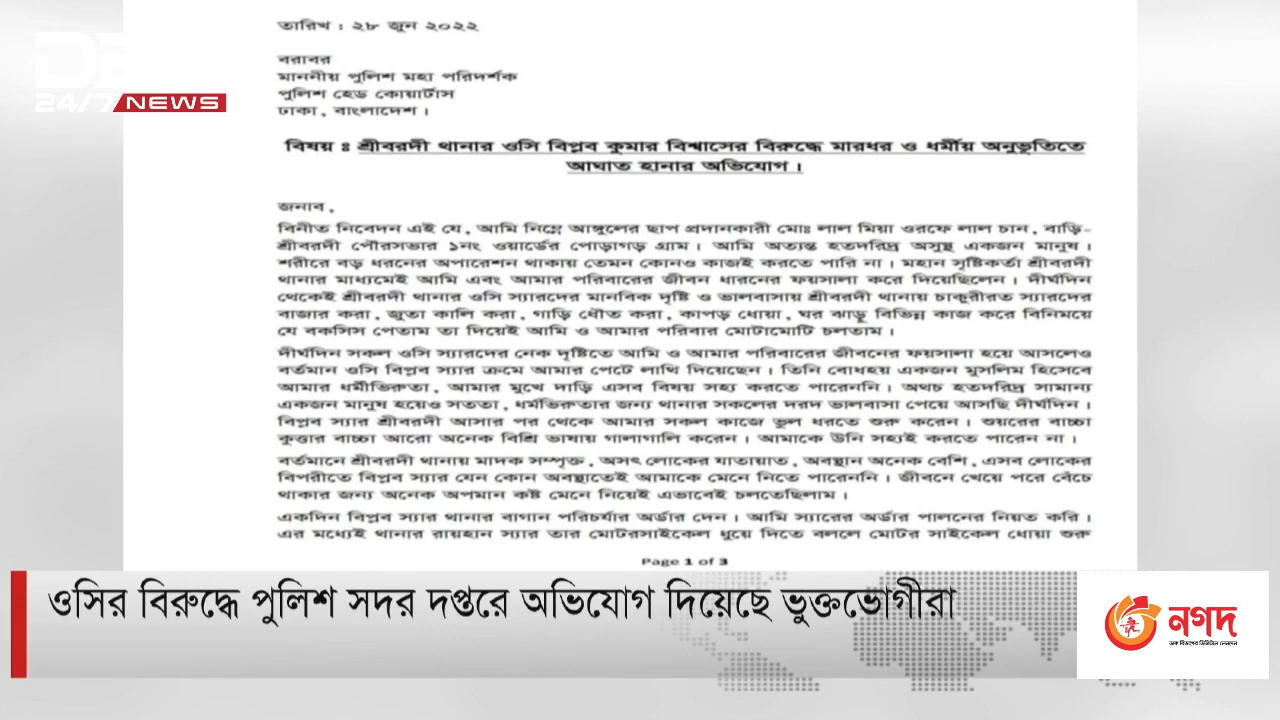 তারিখ : ২৮ জুন ২০২২
বরাবর
মাননীয় পুলিশ মহা পরিদর্শক
পুলিশ হেড কোয়ার্টাস
ঢাকা, বাংলাদেশ।
বিষয় ঃ শ্রীবরদী থানার ওসি বিপ্লব কুমার বিশ্বাসের বিরুদ্ধে মারধর ও ধর্মীয় অনুভূতিতে
আঘাত হানার অভিযোগ।
জনাব,
বিনীত নিবেদন এই যে, আমি নিম্নে আঙ্গুলের ছাপ প্রদানকারী মোঃ লাল মিয়া ওরফে লাল চান, বাড়ি-
শ্রীবরদী পৌরসভার ১নং ওয়ার্ডের পোড়াগড় গ্রাম। আমি অত্যন্ত হতদরিদ্র অসুস্থ একজন মানুষ।
শরীরে বড় ধরনের অপারেশন থাকায় তেমন কোনও কাজই করতে পারি না। মহান সৃষ্টিকর্তা শ্রীবরদী
থানার মাধ্যমেই আমি এবং আমার পরিবারের জীবন ধারনের ফয়সালা করে দিয়েছিলেন। দীর্ঘদিন
থেকেই শ্রীবরদী থানার ওসি স্যারদের মানবিক দৃষ্টি ও ভালবাসায় শ্রীবরদী থানায় চাকুরীরত স্যারদের
বাজার করা, জুতা কালি করা, গাড়ি ধৌত করা, কাপড় ধোয়া, ঘর ঝাড়ু বিভিন্ন কাজ করে বিনিময়ে
যে বকসিস পেতাম তা দিয়েই আমি ও আমার পরিবার মোটামোটি চলতাম।
দীর্ঘদিন সকল ওসি স্যারদের নেক দৃষ্টিতে আমি ও আমার পরিবারের জীবনের ফয়সালা হয়ে আসলেও
বর্তমান ওসি বিপ্লব স্যার ক্রমে আমার পেটে লাথি দিয়েছেন। তিনি বোধহয় একজন মুসলিম হিসেবে
আমার ধর্মীভিরুতা, আমার মুখে দাড়ি এসব বিষয় সহ্য করতে পারেননি। অথচ হতদরিদ্র সামান্য
একজন মানুষ হয়েও সততা, ধর্মভিরুতার জন্য থানার সকলের দরদ ভালবাসা পেয়ে আসছি দীর্ঘদিন।
বিপ্লব স্যার শ্রীবরদী আসার পর থেকে আমার সকল কাজে ভুল ধরতে শুরু করেন। শুয়রের বাচ্চা
কুত্তার বাচ্চা আরো অনেক বিশ্রি ভাষায় গালাগালি করেন। আমাকে উনি সহ্যই করতে পারেন না।
বর্তমানে শ্রীবরদী থানায় মাদক সম্পৃক্ত, অসৎ লোকের যাতায়াত, অবস্থান অনেক বেশি, এসব লোকের
বিপরীতে বিপ্লব স্যার যেন কোন অবস্থাতেই আমাকে মেনে নিতে পারেননি। জীবনে খেয়ে পরে বেঁচে
থাকার জন্য অনেক অপমান কষ্ট মেনে নিয়েই এভাবেই চলতেছিলাম।
একদিন বিপ্লব স্যার থানার বাগান পরিচর্যার অর্ডার দেন। আমি স্যারের অর্ডার পালনের নিয়ত করি।
এর মধ্যেই থানার রায়হান স্যার তার মোটরসাইকেল ধুয়ে দিতে বললে মোটর সাইকেল ধোয়া শুরু
Page 1 of 3
24/7 NEWS
ওসির বিরুদ্ধে পুলিশ সদর দপ্তরে অভিযোগ দিয়েছে ভুক্তভোগীরা
নগদ
ডাক বিভাগের ডিজিটাল লেনদেন